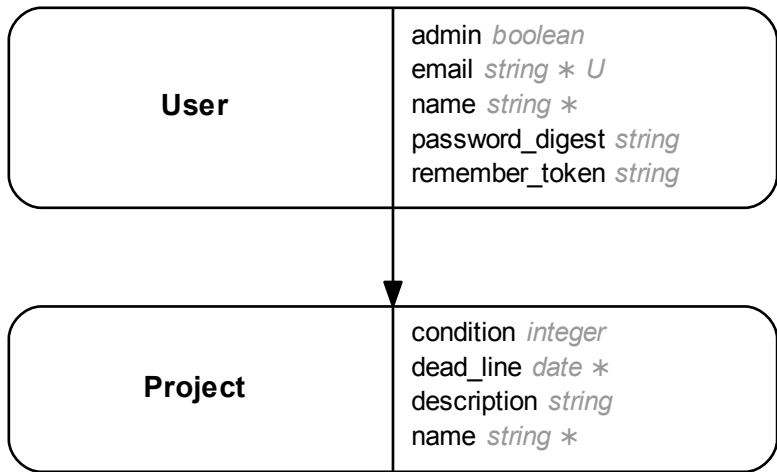 User
admin boolean
email string ∗ U
name string ∗
password_digest string
remember_token string
Project
condition integer
dead_line date ∗
description string
name string ∗